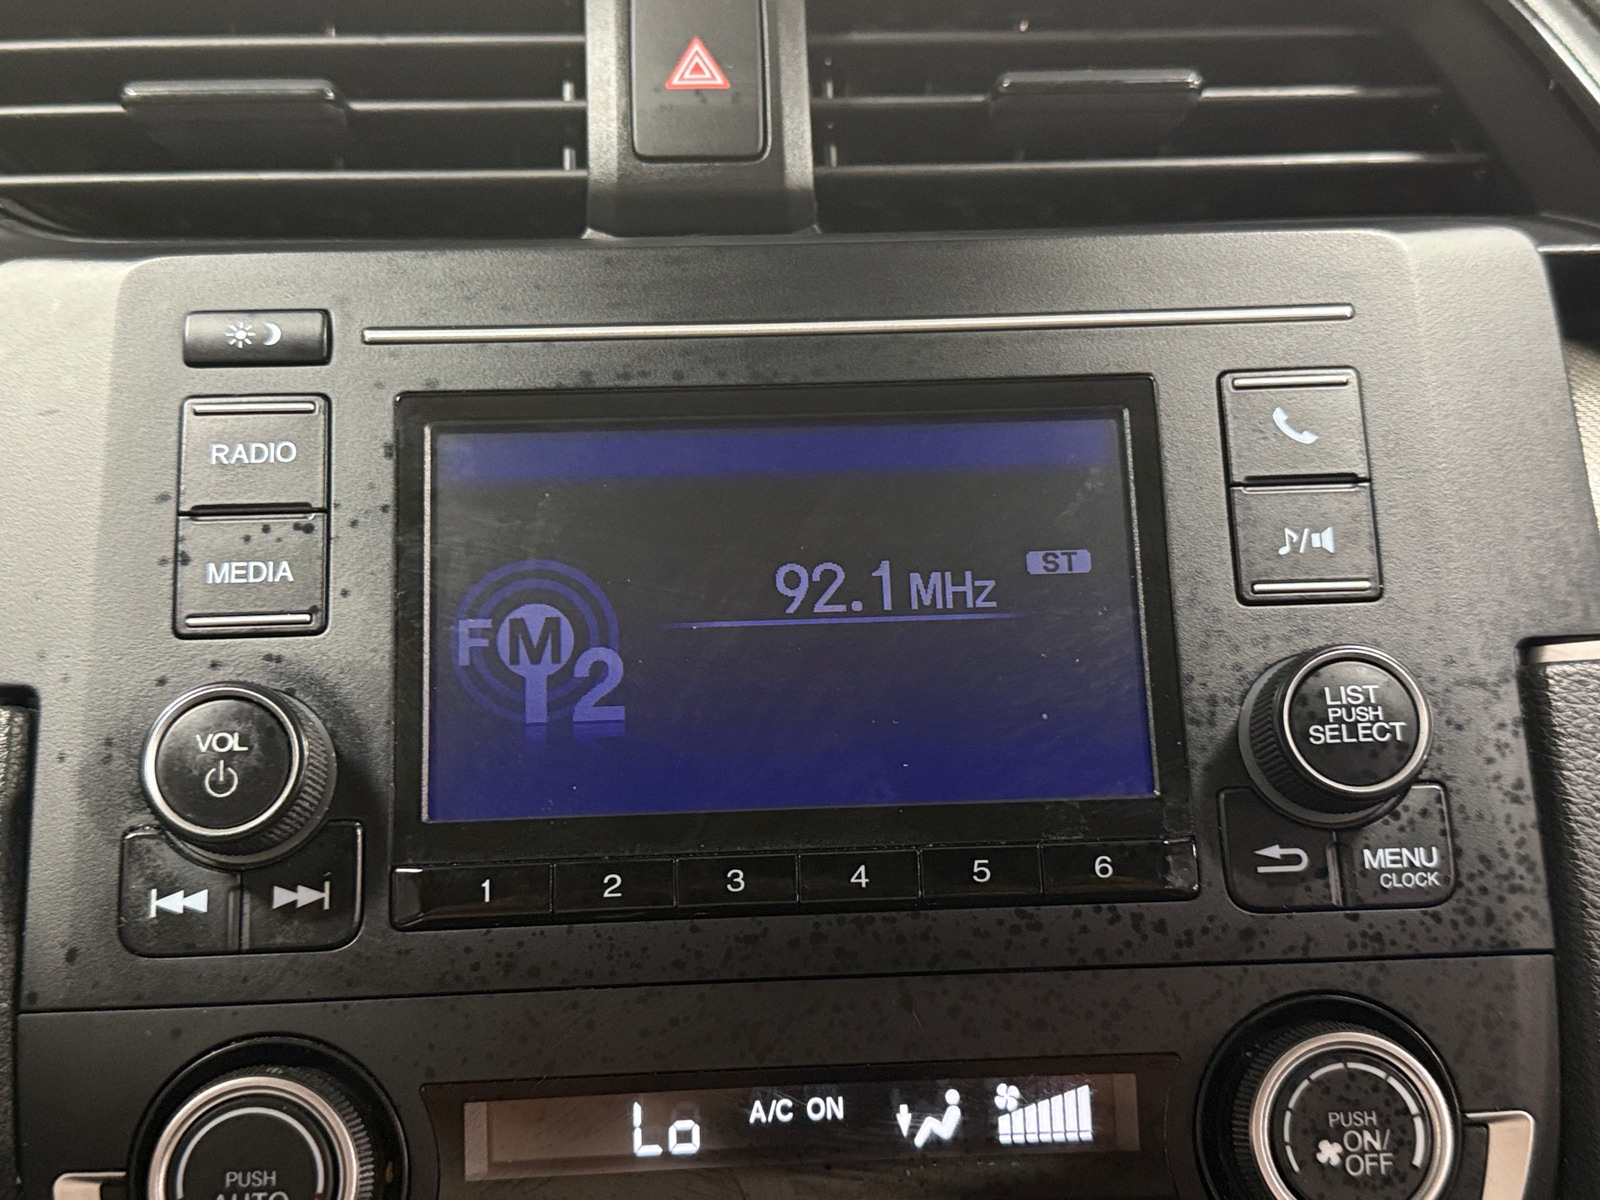 RADIO
MEDIA
92.1 MHz
ST
FM
2
VOL
LIST
PUSH
SELECT
MENU
CLOCK
1 2 3 4 5 6
Lo
A/C ON
PUSH
AUTO
PUSH
ON/
OFF